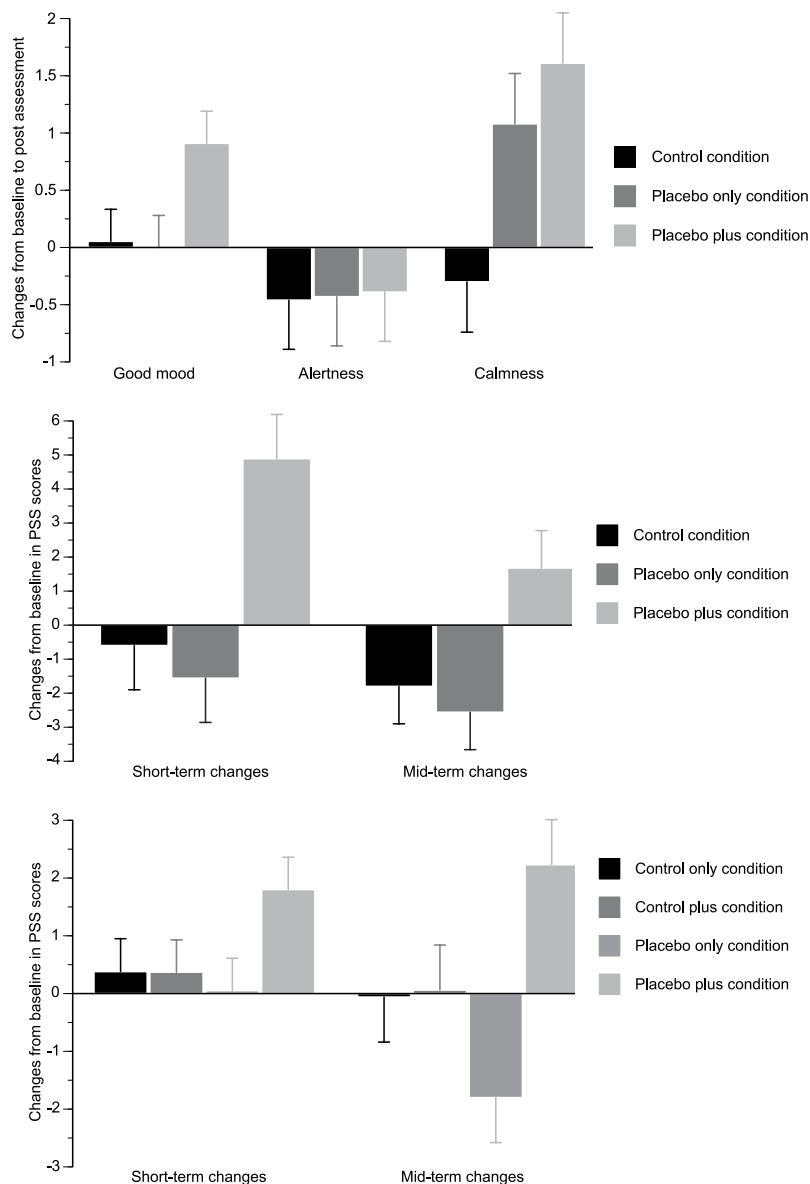 Changes from baseline to post assessment
2
1.5
1
0.5
0
-0.5
-1
Good mood
Alertness
Calmness
Control condition
Placebo only condition
Placebo plus condition
Changes from baseline in PSS scores
6
5
4
3
2
1
0
-1
-2
-3
-4
Short-term changes
Mid-term changes
Control condition
Placebo only condition
Placebo plus condition
Changes from baseline in PSS scores
3
2
1
0
-1
-2
-3
Short-term changes
Mid-term changes
Control only condition
Control plus condition
Placebo only condition
Placebo plus condition